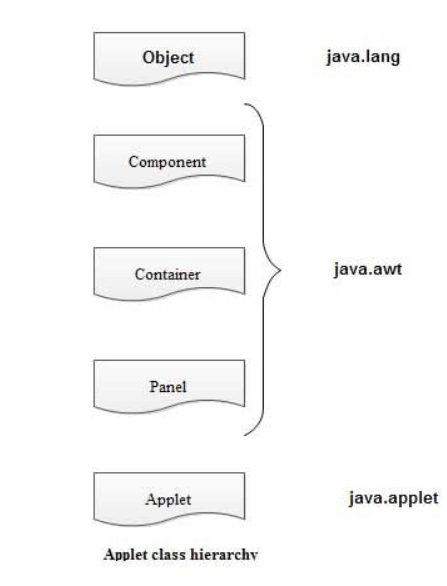 Object java.lang
Component
Container java.awt
Panel
Applet java.applet
Applet class hierarchy